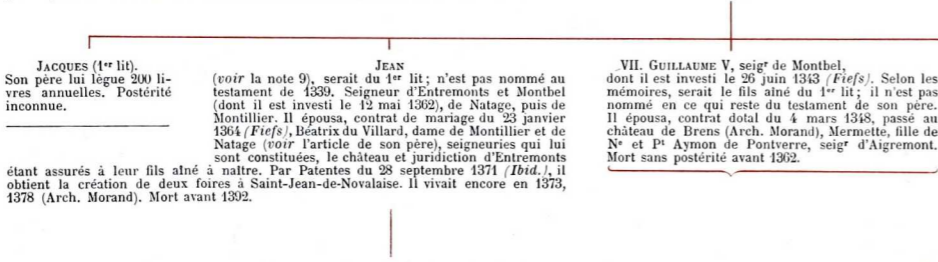 JACQUES (1er lit).
Son père lui lègue 200 li-
vres annuelles. Postérité
inconnue.
JEAN
(voir la note 9), serait du 1er lit; n'est pas nommé au
testament de 1339. Seigneur d'Entremonts et Montbel
(dont il est investi le 12 mai 1362), de Natage, puis de
Montillier. Il épousa, contrat de mariage du 23 janvier
1364 (Fiefs), Béatrix du Villard, dame de Montillier et de
Natage (voir l'article de son père), seigneuries qui lui
sont constituées, le château et juridiction d'Entremonts
étant assurés à leur fils aîné à naître. Par Patentes du 28 septembre 1371 (Ibid.), il
obtient la création de deux foires à Saint-Jean-de-Novalaise. Il vivait encore en 1373,
1378 (Arch. Morand). Mort avant 1392.
VII. GUILLAUME V, seigr de Montbel,
dont il est investi le 26 juin 1343 (Fiefs). Selon les
mémoires, serait le fils aîné du 1er lit; il n'est pas
nommé en ce qui reste du testament de son père.
Il épousa, contrat dotal du 4 mars 1348, passé au
château de Brens (Arch. Morand), Mermette, fille de
Ne et Pt Aymon de Pontverre, seigr d'Aigremont.
Mort sans postérité avant 1362.